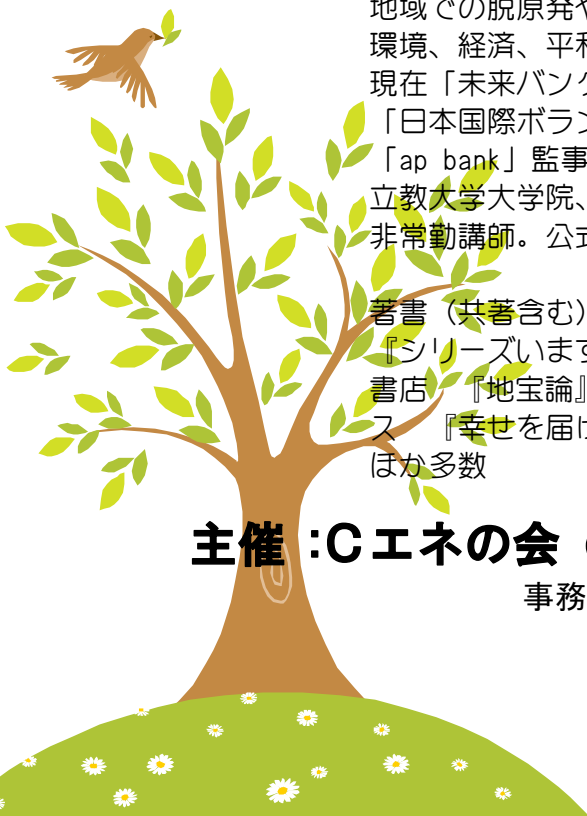 地域での脱原発や
環境、経済、平和
現在「未来バンク
「日本国際ボラン
「ap bank」監事
立教大学大学院、
非常勤講師。公式
著書（共著含む）
『シリーズいます
書店　『地宝論』
ス　『幸せを届け
ほか多数
主催：Cエネの会
事務